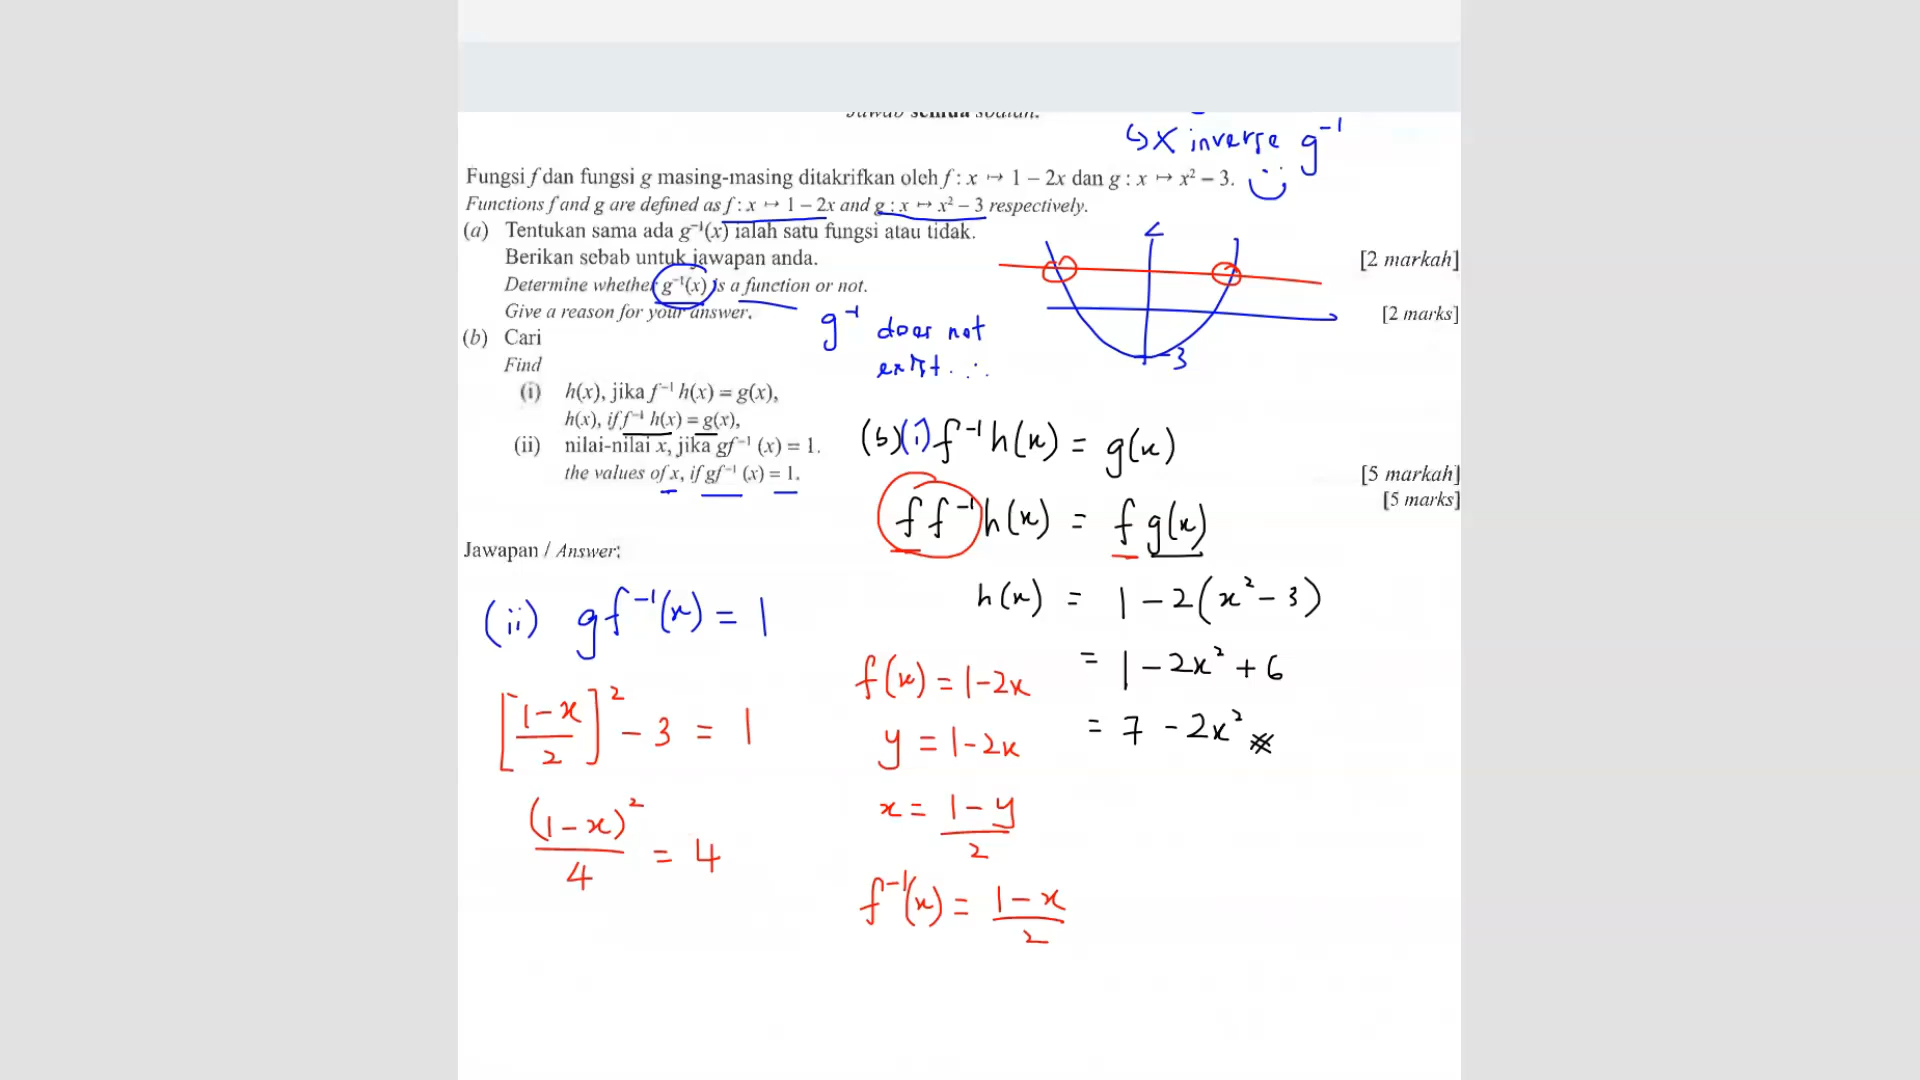 ↳ X inverse g⁻¹
Fungsi f dan fungsi g masing-masing ditakrifkan oleh f : x ↦ 1 – 2x dan g : x ↦ x² – 3.
Functions f and g are defined as f : x ↦ 1 – 2x and g : x ↦ x² – 3 respectively.
(a) Tentukan sama ada g⁻¹(x) ialah satu fungsi atau tidak.
Berikan sebab untuk jawapan anda.
[2 markah]
Determine whether g⁻¹(x) is a function or not.
Give a reason for your answer.
[2 marks]
g⁻¹ does not
exist. ∴
-3
(b) Cari
Find
(i) h(x), jika f⁻¹ h(x) = g(x),
h(x), if f⁻¹ h(x) = g(x),
(ii) nilai-nilai x, jika gf⁻¹ (x) = 1.
[5 markah]
the values of x, if gf⁻¹ (x) = 1.
[5 marks]
(b)(i) f⁻¹h(x) = g(x)
f f⁻¹h(x) = f g(x)
h(x) = 1 – 2(x² – 3)
= 1 – 2x² + 6
= 7 – 2x²
Jawapan / Answer:
(ii) gf⁻¹(x) = 1
[(1–x)/2]² – 3 = 1
(1–x)²/4 = 4
f(x) = 1–2x
y = 1–2x
x = (1–y)/2
f⁻¹(x) = (1–x)/2